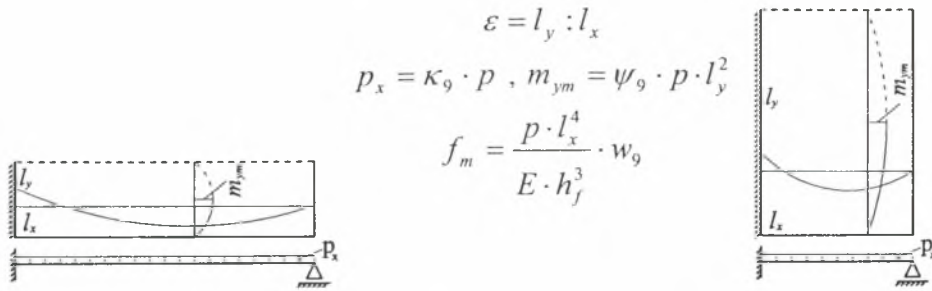 ε = l_y : l_x
p_x = κ_9 · p , m_ym = ψ_9 · p · l_y^2
f_m = p · l_x^4 / E · h_f^3 · w_9
l_y
m_ym
l_x
p_x
l_y
m_ym
l_x